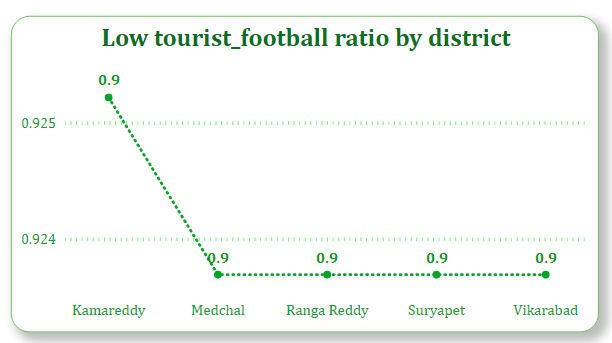 Low tourist_football ratio by district
0.9
0.925
0.924
0.9 0.9 0.9 0.9
Kamareddy Medchal Ranga Reddy Suryapet Vikarabad